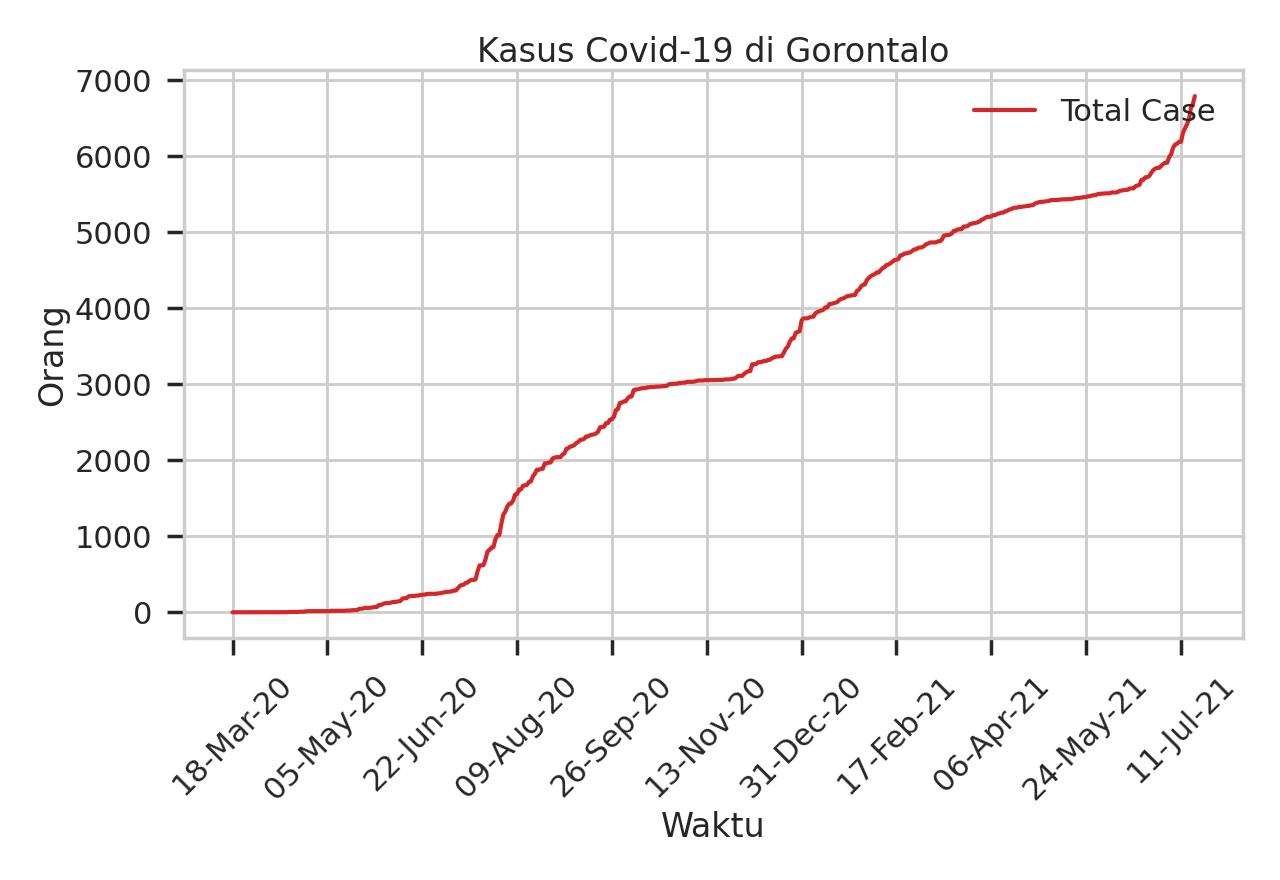 Kasus Covid-19 di Gorontalo
Total Case
7000
6000
5000
4000
3000
2000
1000
0
Orang
18-Mar-20
05-May-20
22-Jun-20
09-Aug-20
26-Sep-20
13-Nov-20
31-Dec-20
17-Feb-21
06-Apr-21
24-May-21
11-Jul-21
Waktu